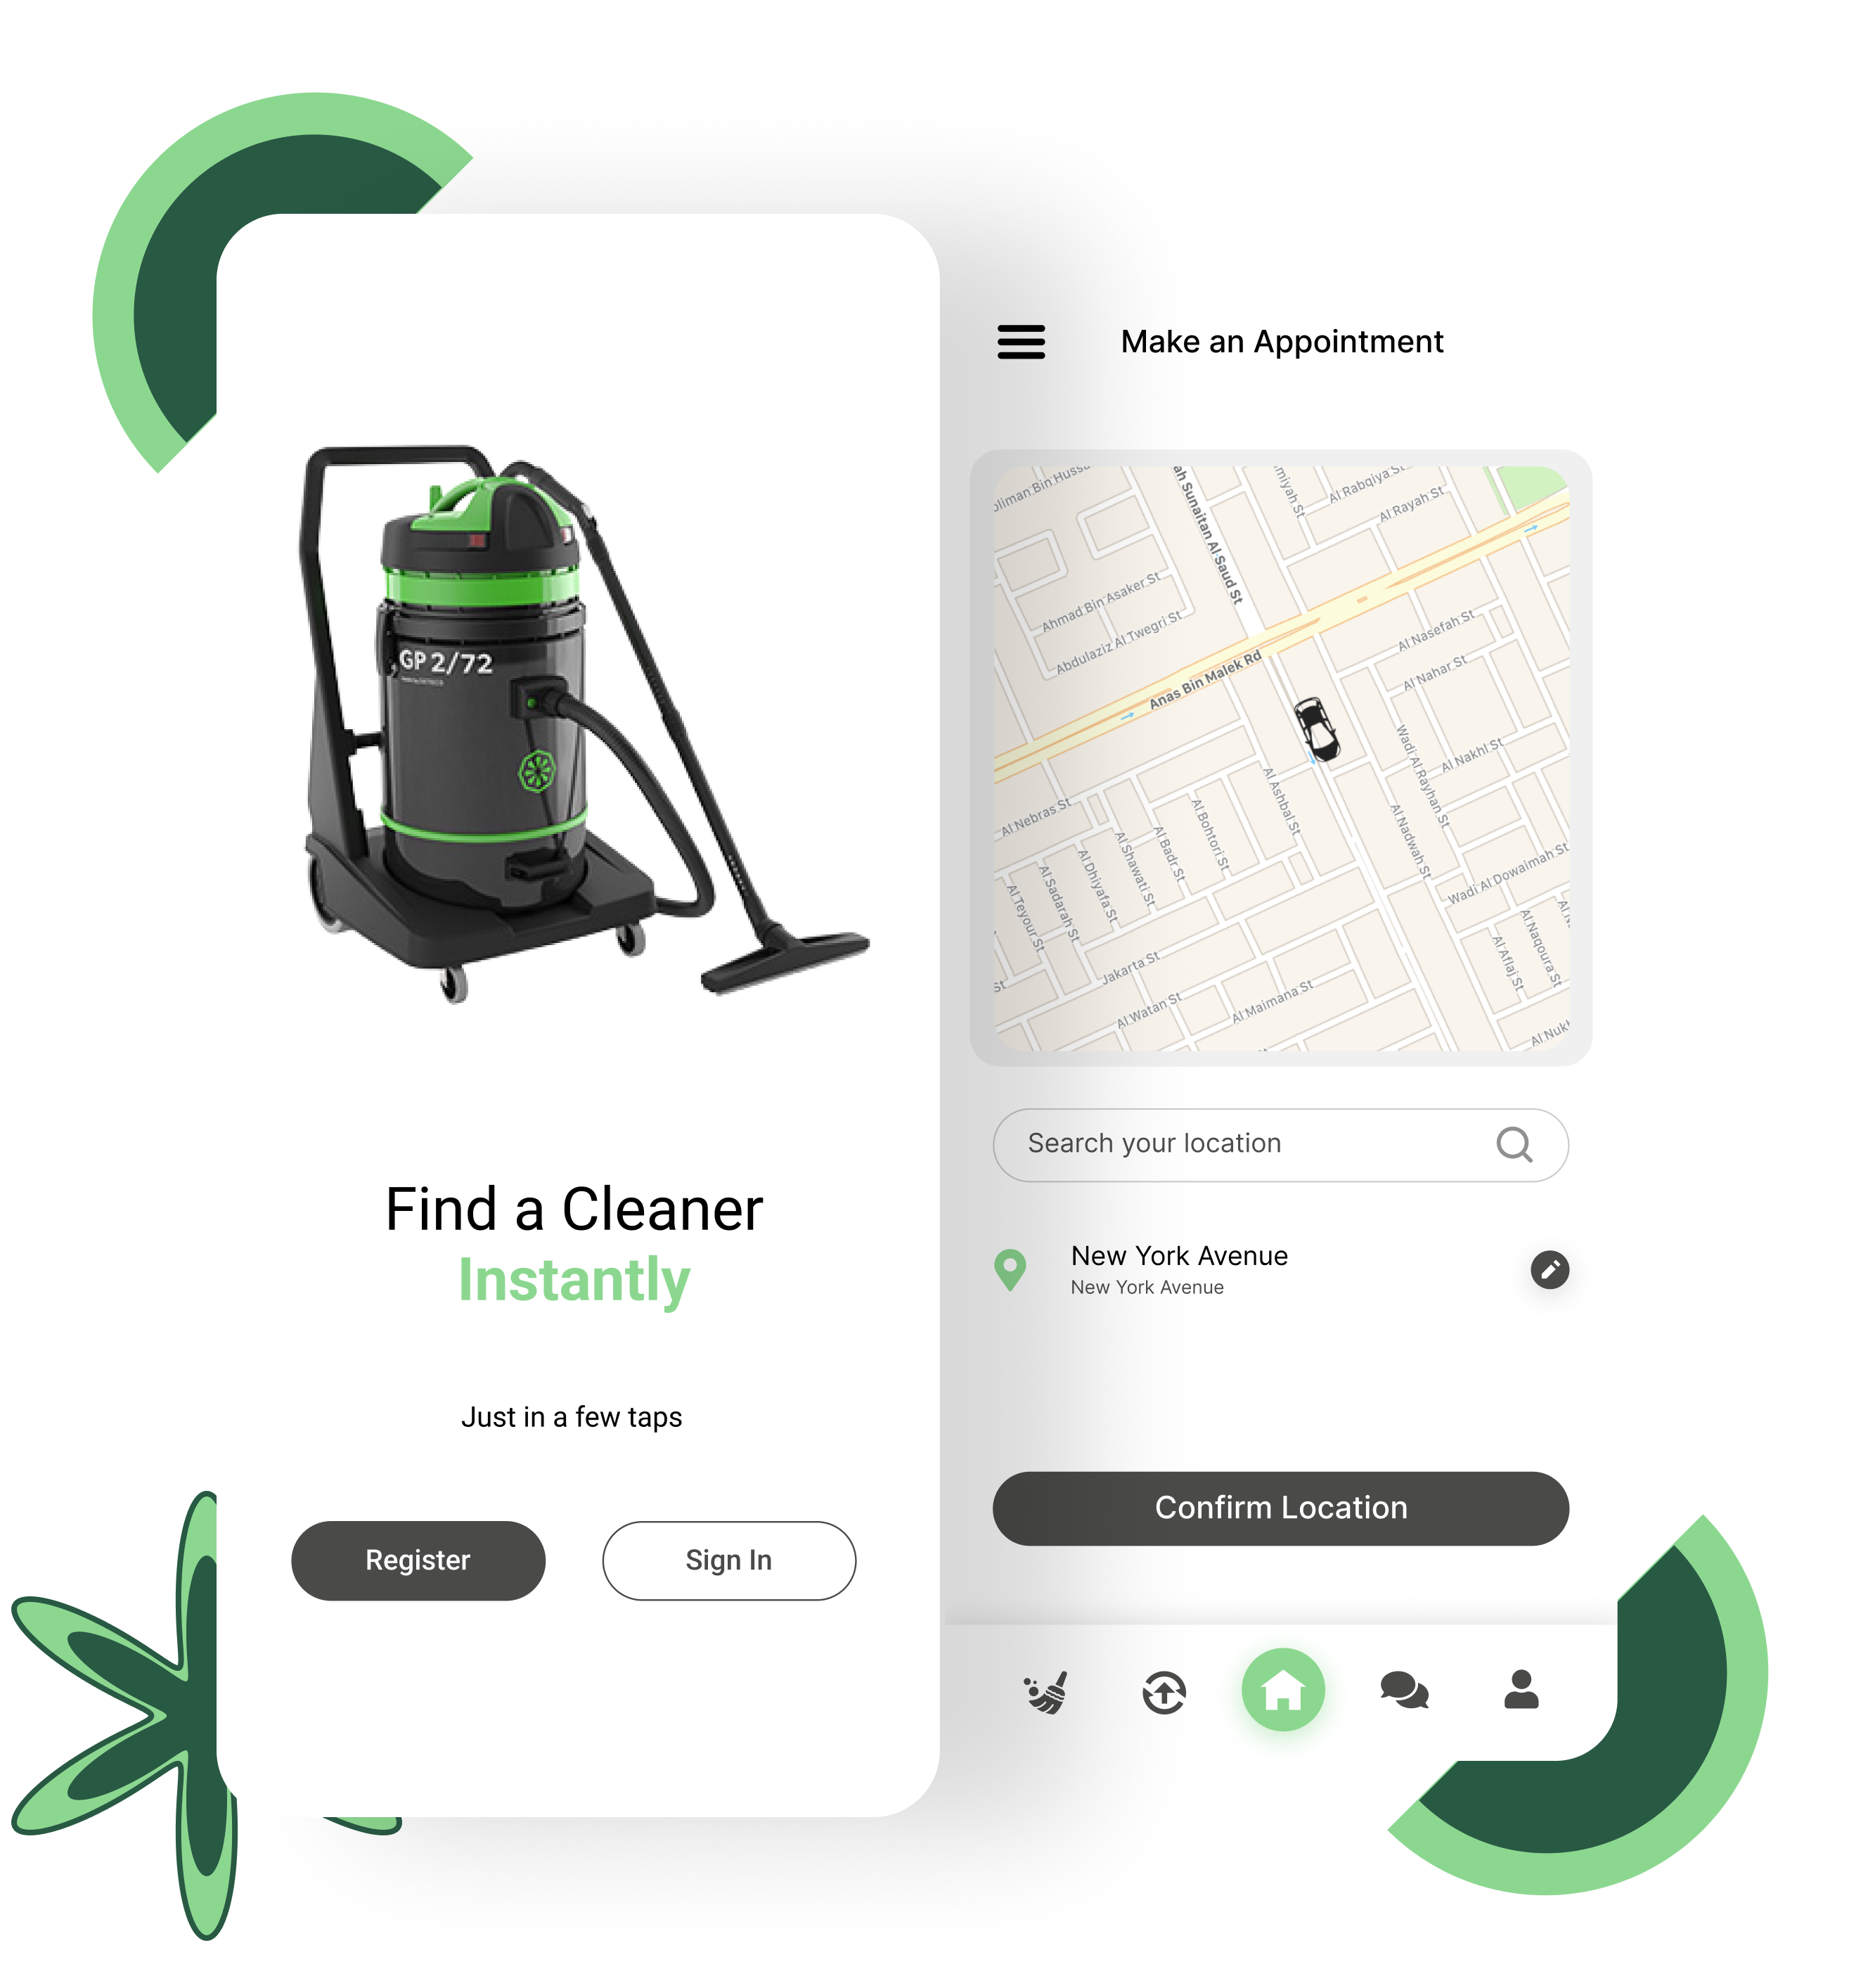 GP 2/72
Find a Cleaner
Instantly
Just in a few taps
Register
Sign In
Make an Appointment
Al Rabqiya St
Al Rayah St
Sunaitan Al Saud St
Ahmad Bin Asaker St
Abdulaziz Al Twegri St
Anas Bin Malek Rd
Al Nasefah St
Al Nahar St
Wadi Al Rayhan St
Al Nakhl St
Al Nebras St
Al Ashbal St
Al Bohtori St
Al Badr St
Al Shawati St
Al Dhiyafa St
Al Sadarah St
Al Teyour St
Al Nadwah St
Wadi Al Dowaimah St
Al Naqoura St
Al Aflaj St
Jakarta St
Al Watan St
Al Maimana St
St
Search your location
New York Avenue
New York Avenue
Confirm Location